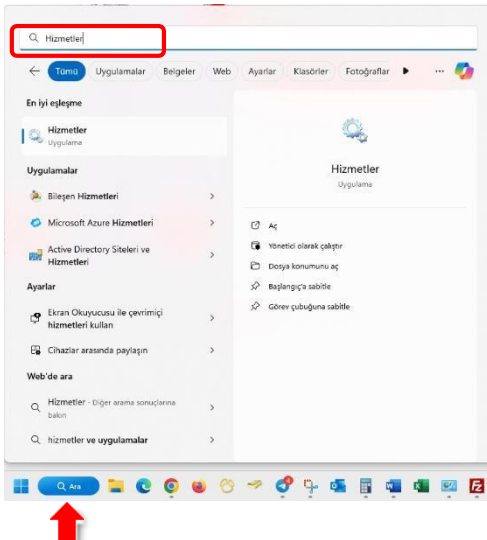 Hizmetler
Tümü Uygulamalar Belgeler Web Ayarlar Klasörler Fotoğraflar
En iyi eşleşme
Hizmetler
Uygulama
Uygulamalar
Bileşen Hizmetleri
Microsoft Azure Hizmetleri
Active Directory Siteleri ve
Hizmetleri
Ayarlar
Ekran Okuyucusu ile çevrimiçi
hizmetleri kullan
Cihazlar arasında paylaşın
Web'de ara
Hizmetler - Diğer arama sonuçlarına
bakın
hizmetler ve uygulamalar
Hizmetler
Uygulama
Aç
Yönetici olarak çalıştır
Dosya konumunu aç
Başlangıç'a sabitle
Görev çubuğuna sabitle
Ara